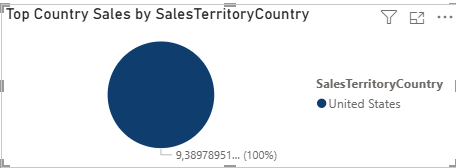 Top Country Sales by SalesTerritoryCountry
SalesTerritoryCountry
United States
9,38978951... (100%)